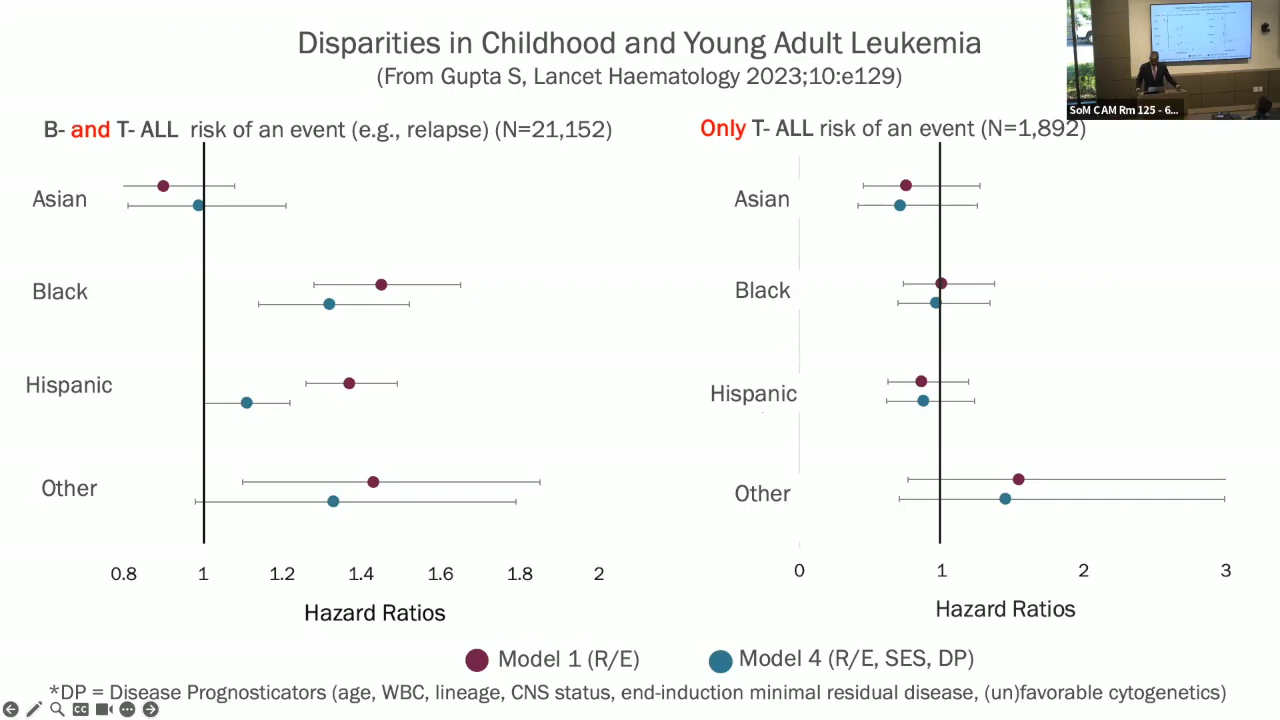 Disparities in Childhood and Young Adult Leukemia
(From Gupta S, Lancet Haematology 2023;10:e129)
SoM CAM Rm 125 - 6...
B- and T- ALL risk of an event (e.g., relapse) (N=21,152)
Only T- ALL risk of an event (N=1,892)
Asian
Black
Hispanic
Other
0.8 1 1.2 1.4 1.6 1.8 2
Hazard Ratios
Asian
Black
Hispanic
Other
0 1 2 3
Hazard Ratios
Model 1 (R/E)
Model 4 (R/E, SES, DP)
*DP = Disease Prognosticators (age, WBC, lineage, CNS status, end-induction minimal residual disease, (un)favorable cytogenetics)
CC